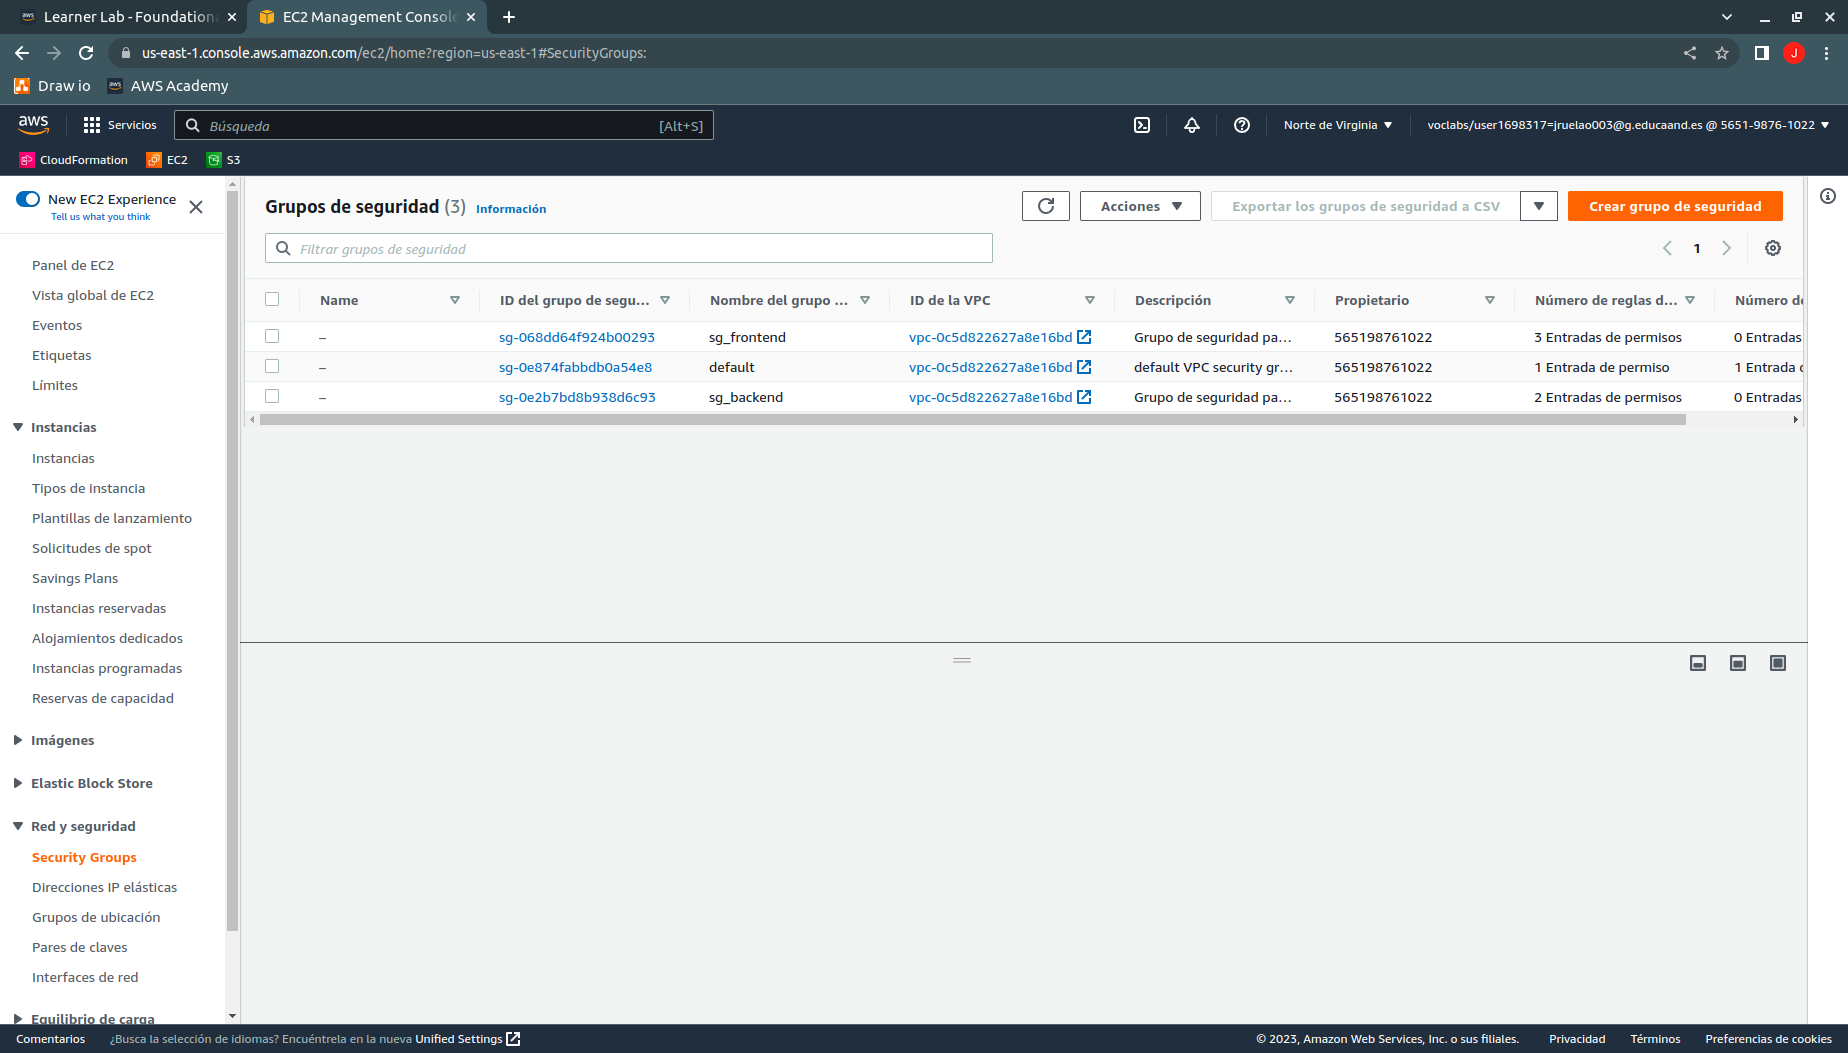 Learner Lab - Foundation
EC2 Management Console
us-east-1.console.aws.amazon.com/ec2/home?region=us-east-1#SecurityGroups:
J
Draw io
aws AWS Academy
aws
Servicios
Búsqueda [Alt+S]
Norte de Virginia
voclabs/user1698317=jruelao003@g.educaand.es @ 5651-9876-1022
CloudFormation EC2 S3
New EC2 Experience
Tell us what you think
Panel de EC2
Vista global de EC2
Eventos
Etiquetas
Límites
Instancias
Instancias
Tipos de instancia
Plantillas de lanzamiento
Solicitudes de spot
Savings Plans
Instancias reservadas
Alojamientos dedicados
Instancias programadas
Reservas de capacidad
Imágenes
Elastic Block Store
Red y seguridad
Security Groups
Direcciones IP elásticas
Grupos de ubicación
Pares de claves
Interfaces de red
Equilibrio de carga
Grupos de seguridad (3) Información
Acciones
Exportar los grupos de seguridad a CSV
Crear grupo de seguridad
Filtrar grupos de seguridad
1
Name ID del grupo de segu... Nombre del grupo ... ID de la VPC Descripción Propietario Número de reglas d... Número de
– sg-068dd64f924b00293 sg_frontend vpc-0c5d822627a8e16bd Grupo de seguridad pa... 565198761022 3 Entradas de permisos 0 Entradas
– sg-0e874fabbdb0a54e8 default vpc-0c5d822627a8e16bd default VPC security gr... 565198761022 1 Entrada de permiso 1 Entrada d
– sg-0e2b7bd8b938d6c93 sg_backend vpc-0c5d822627a8e16bd Grupo de seguridad pa... 565198761022 2 Entradas de permisos 0 Entradas
Comentarios ¿Busca la selección de idiomas? Encuéntrela en la nueva Unified Settings
© 2023, Amazon Web Services, Inc. o sus filiales. Privacidad Términos Preferencias de cookies